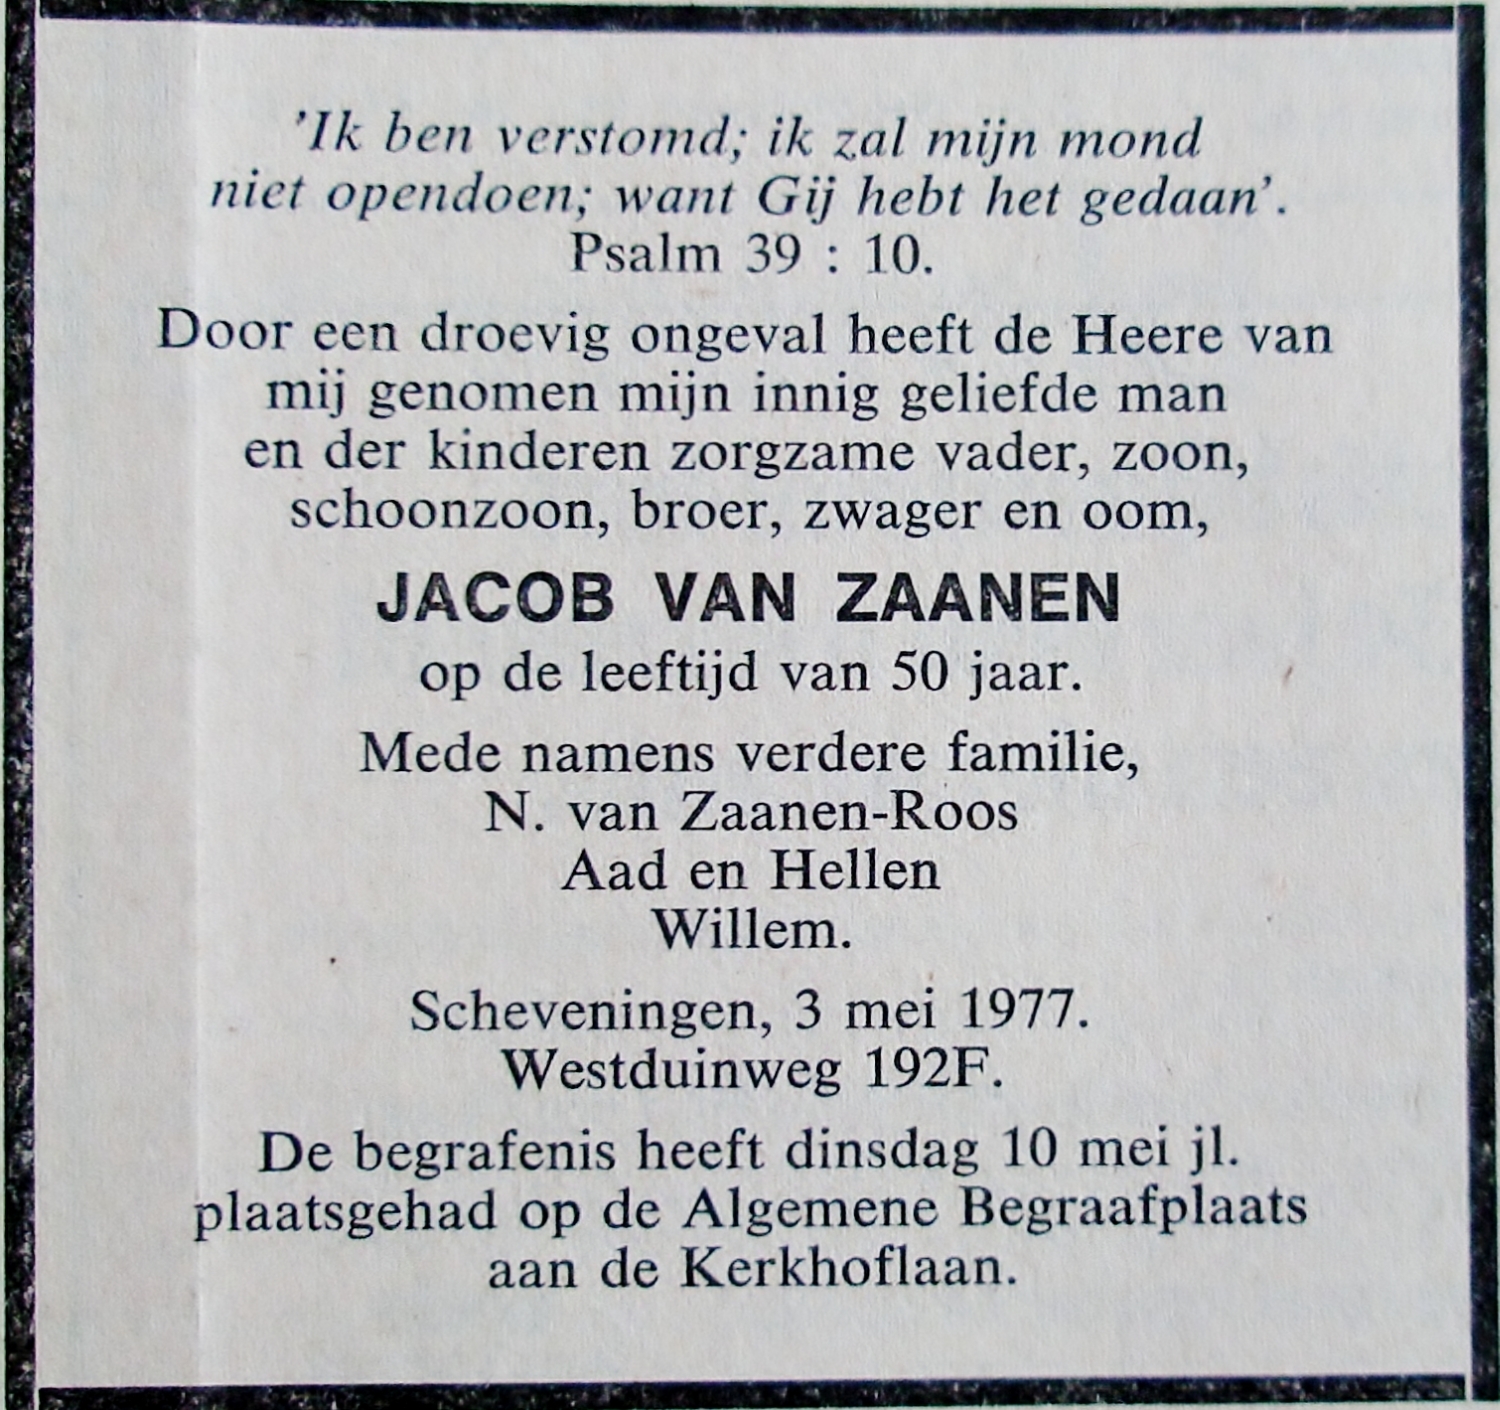 'Ik ben verstomd; ik zal mijn mond
niet opendoen; want Gij hebt het gedaan'.
Psalm 39 : 10.
Door een droevig ongeval heeft de Heere van
mij genomen mijn innig geliefde man
en der kinderen zorgzame vader, zoon,
schoonzoon, broer, zwager en oom,
JACOB VAN ZAANEN
op de leeftijd van 50 jaar.
Mede namens verdere familie,
N. van Zaanen-Roos
Aad en Hellen
Willem.
Scheveningen, 3 mei 1977.
Westduinweg 192F.
De begrafenis heeft dinsdag 10 mei jl.
plaatsgehad op de Algemene Begraafplaats
aan de Kerkhoflaan.